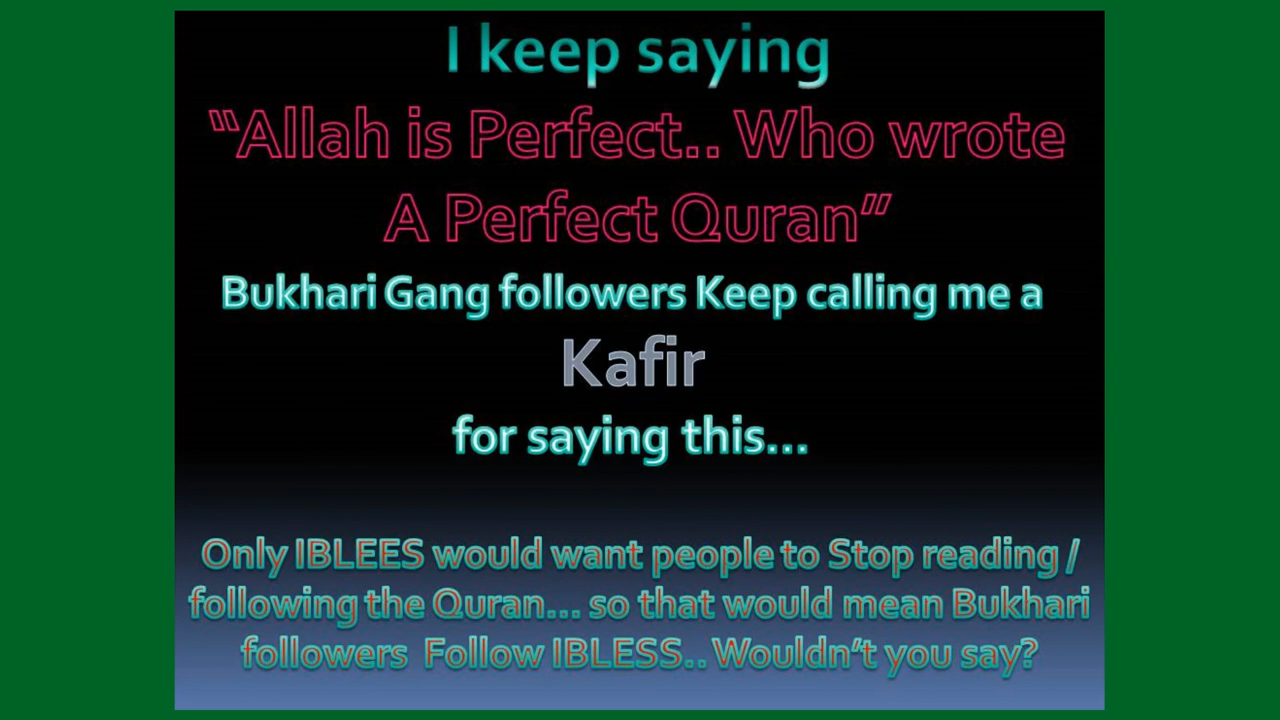 I keep saying
“Allah is Perfect.. Who wrote
A Perfect Quran”
Bukhari Gang followers Keep calling me a
Kafir
for saying this...
Only IBLEES would want people to Stop reading /
following the Quran... so that would mean Bukhari
followers Follow IBLESS.. Wouldn’t you say?